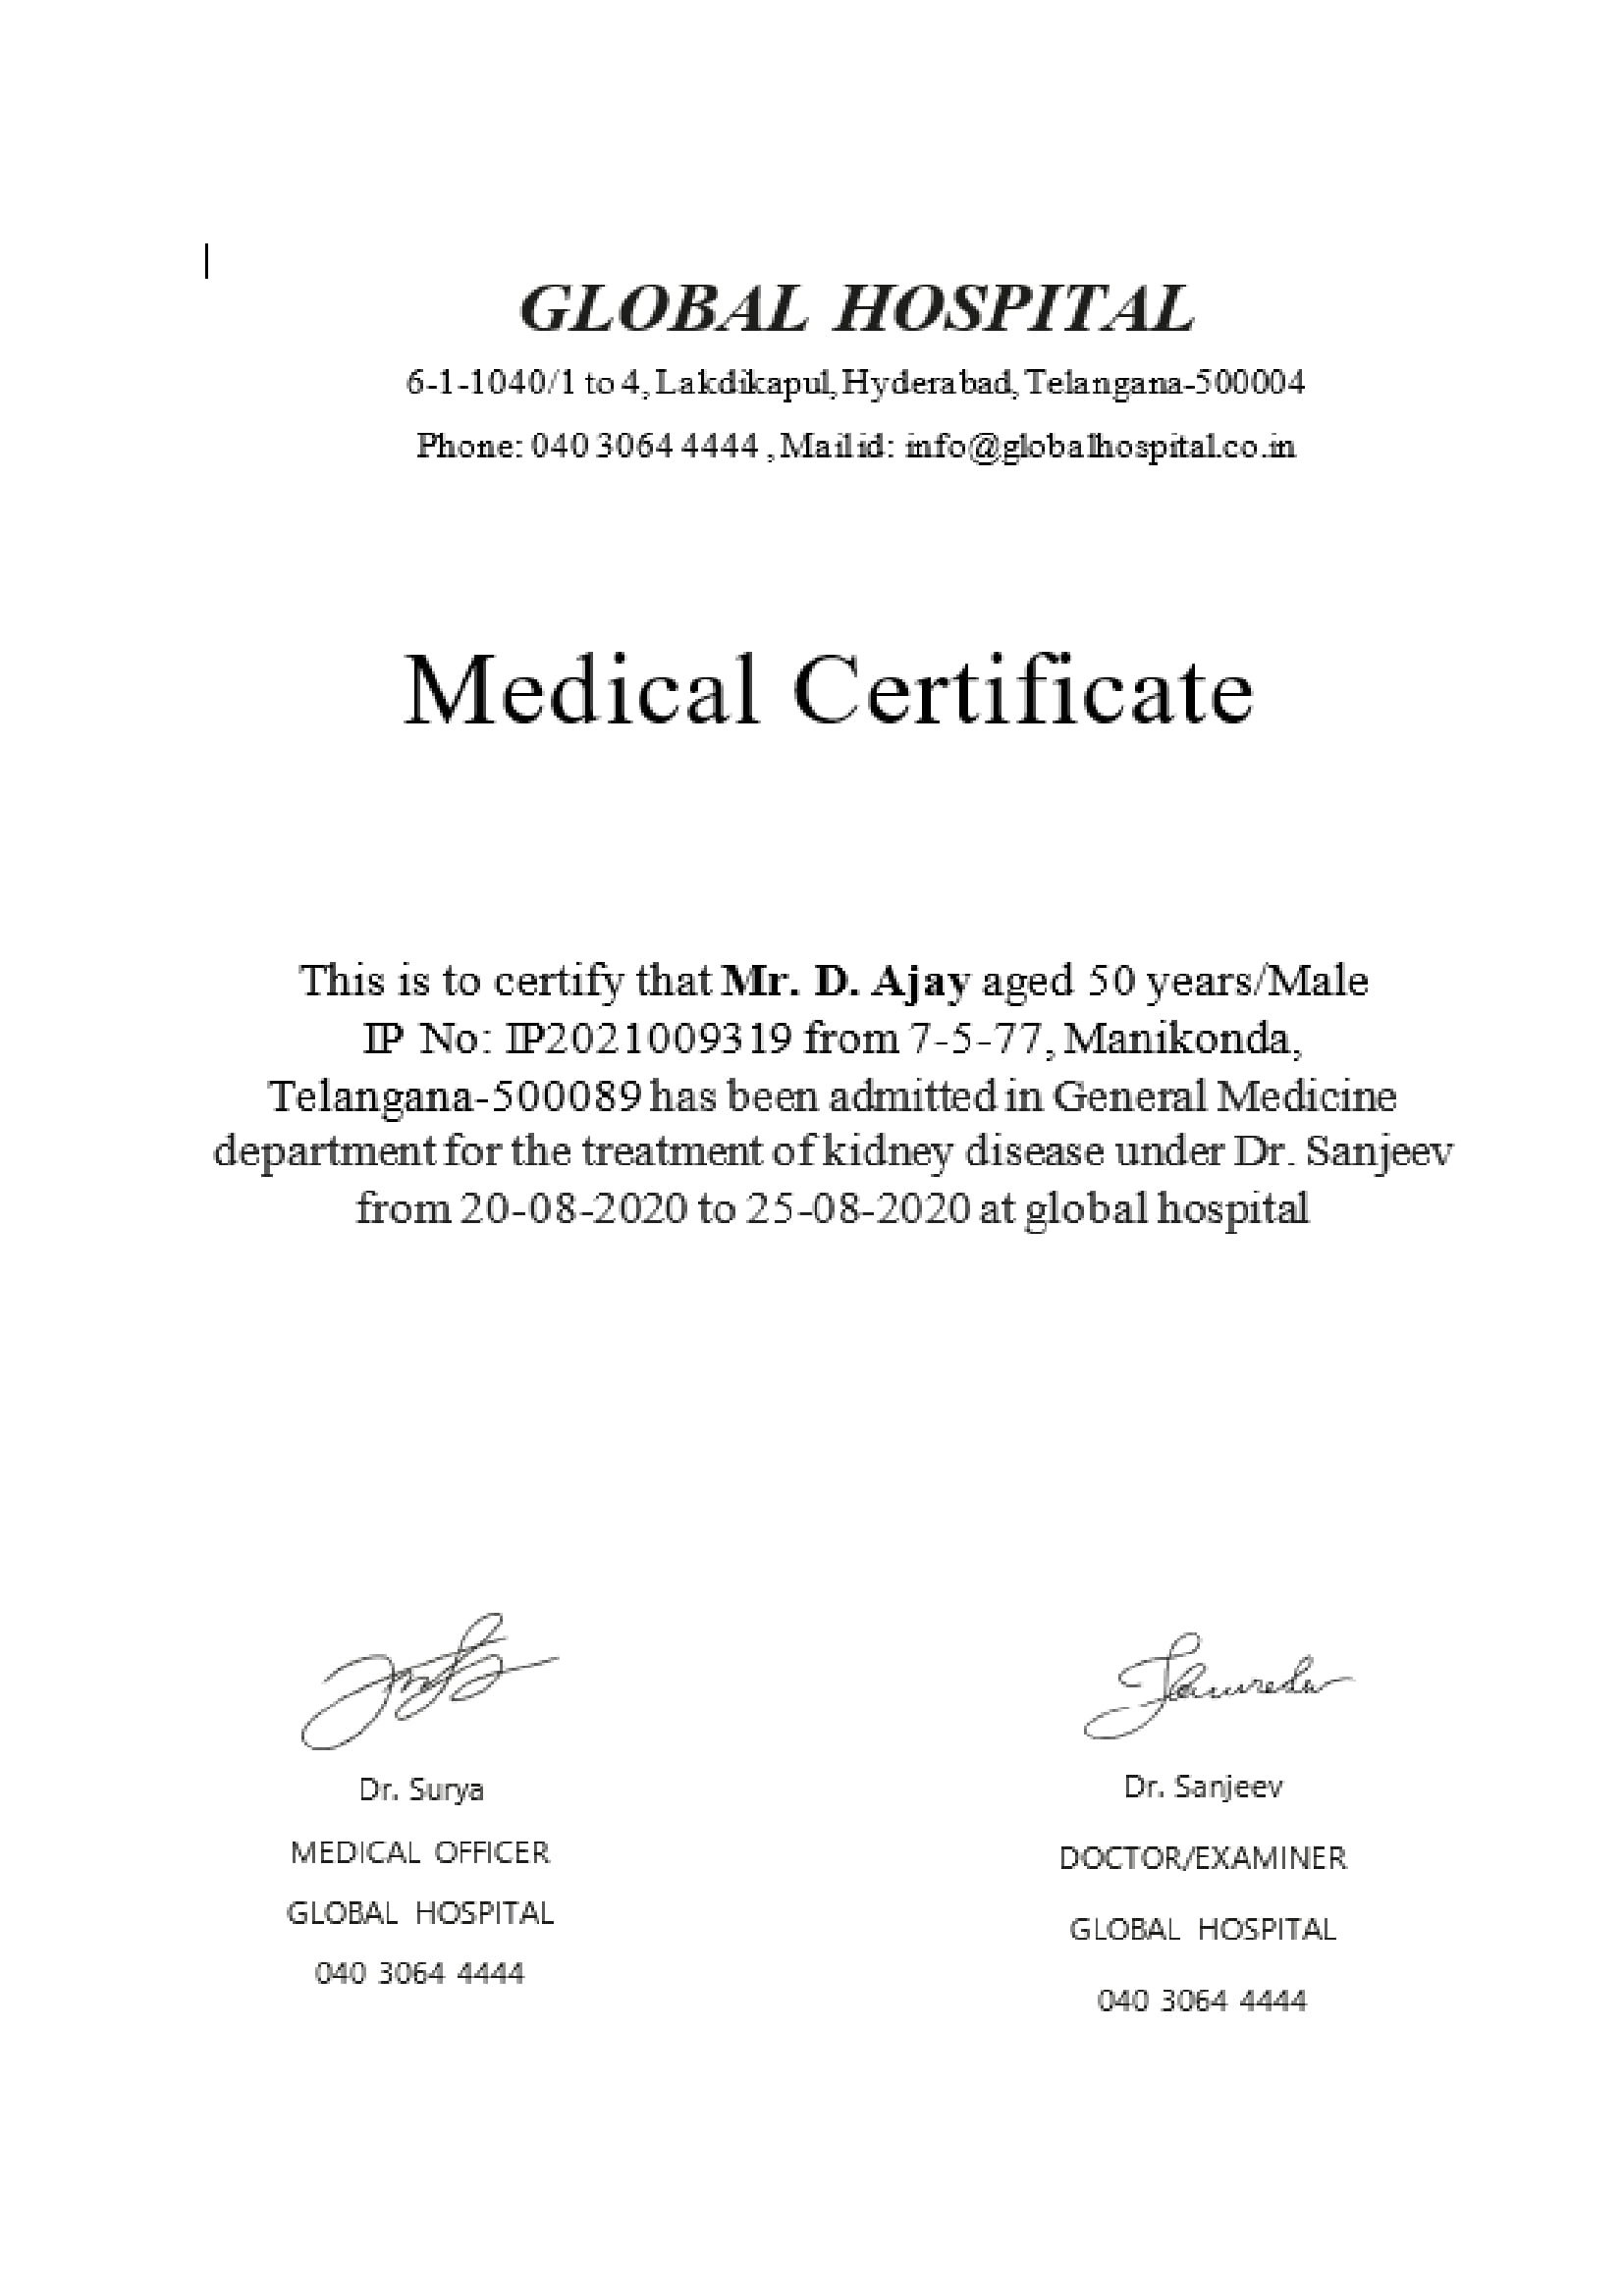 GLOBAL HOSPITAL
6-1-1040/1 to 4, Lakdikapul, Hyderabad, Telangana-500004
Phone: 040 3064 4444 , Mail id: info@globalhospital.co.in
Medical Certificate
This is to certify that Mr. D. Ajay aged 50 years/Male
IP No: IP2021009319 from 7-5-77, Manikonda,
Telangana-500089 has been admitted in General Medicine
department for the treatment of kidney disease under Dr. Sanjeev
from 20-08-2020 to 25-08-2020 at global hospital
Dr. Surya
MEDICAL OFFICER
GLOBAL HOSPITAL
040 3064 4444
Dr. Sanjeev
DOCTOR/EXAMINER
GLOBAL HOSPITAL
040 3064 4444